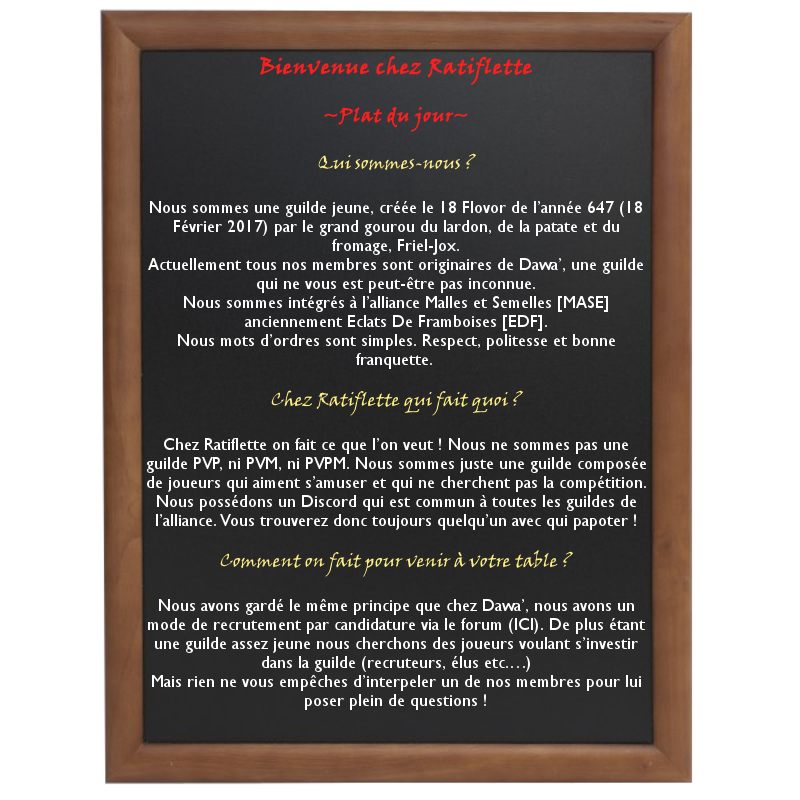 Bienvenue chez Ratiflette
~Plat du jour~
Qui sommes-nous ?
Nous sommes une guilde jeune, créée le 18 Flovor de l'année 647 (18
Février 2017) par le grand gourou du lardon, de la patate et du
fromage, Friel-Jox.
Actuellement tous nos membres sont originaires de Dawa', une guilde
qui ne vous est peut-être pas inconnue.
Nous sommes intégrés à l'alliance Malles et Semelles [MASE]
anciennement Eclats De Framboises [EDF].
Nous mots d'ordres sont simples. Respect, politesse et bonne
franquette.
Chez Ratiflette qui fait quoi ?
Chez Ratiflette on fait ce que l'on veut ! Nous ne sommes pas une
guilde PVP, ni PVM, ni PVPM. Nous sommes juste une guilde composée
de joueurs qui aiment s'amuser et qui ne cherchent pas la compétition.
Nous possédons un Discord qui est commun à toutes les guildes de
l'alliance. Vous trouverez donc toujours quelqu'un avec qui papoter !
Comment on fait pour venir à votre table ?
Nous avons gardé le même principe que chez Dawa', nous avons un
mode de recrutement par candidature via le forum (ICI). De plus étant
une guilde assez jeune nous cherchons des joueurs voulant s'investir
dans la guilde (recruteurs, élus etc.…)
Mais rien ne vous empêches d'interpeler un de nos membres pour lui
poser plein de questions !